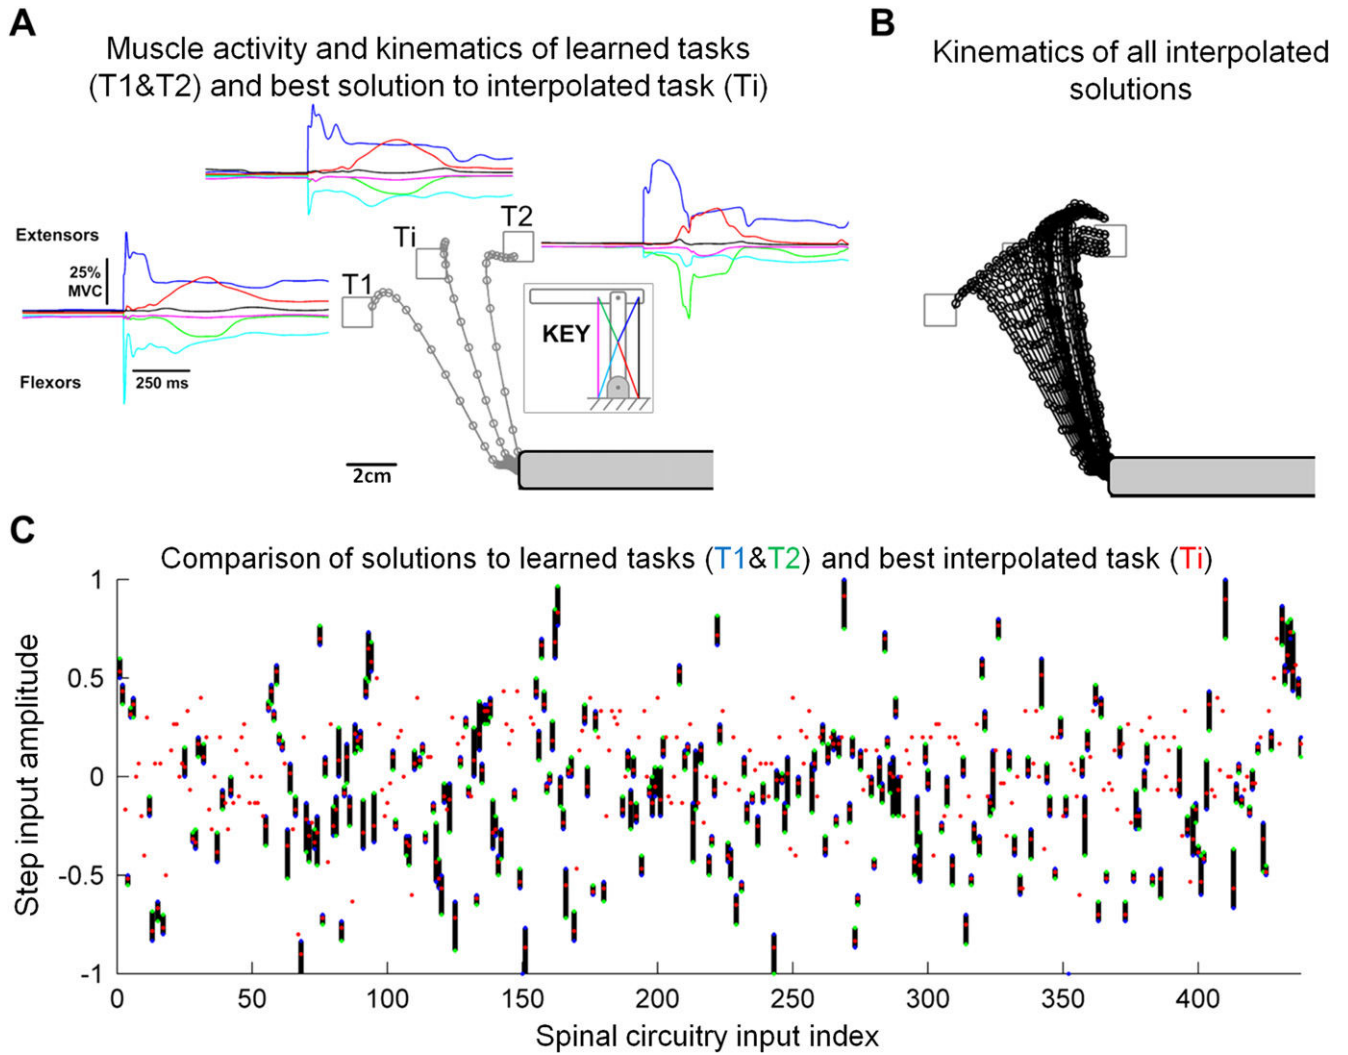 A
Muscle activity and kinematics of learned tasks
(T1&T2) and best solution to interpolated task (Ti)
B
Kinematics of all interpolated
solutions
Extensors
25%
MVC
Flexors
250 ms
T1
Ti
T2
KEY
2cm
C
Comparison of solutions to learned tasks (T1&T2) and best interpolated task (Ti)
Step input amplitude
1
0.5
0
-0.5
-1
0 50 100 150 200 250 300 350 400
Spinal circuitry input index